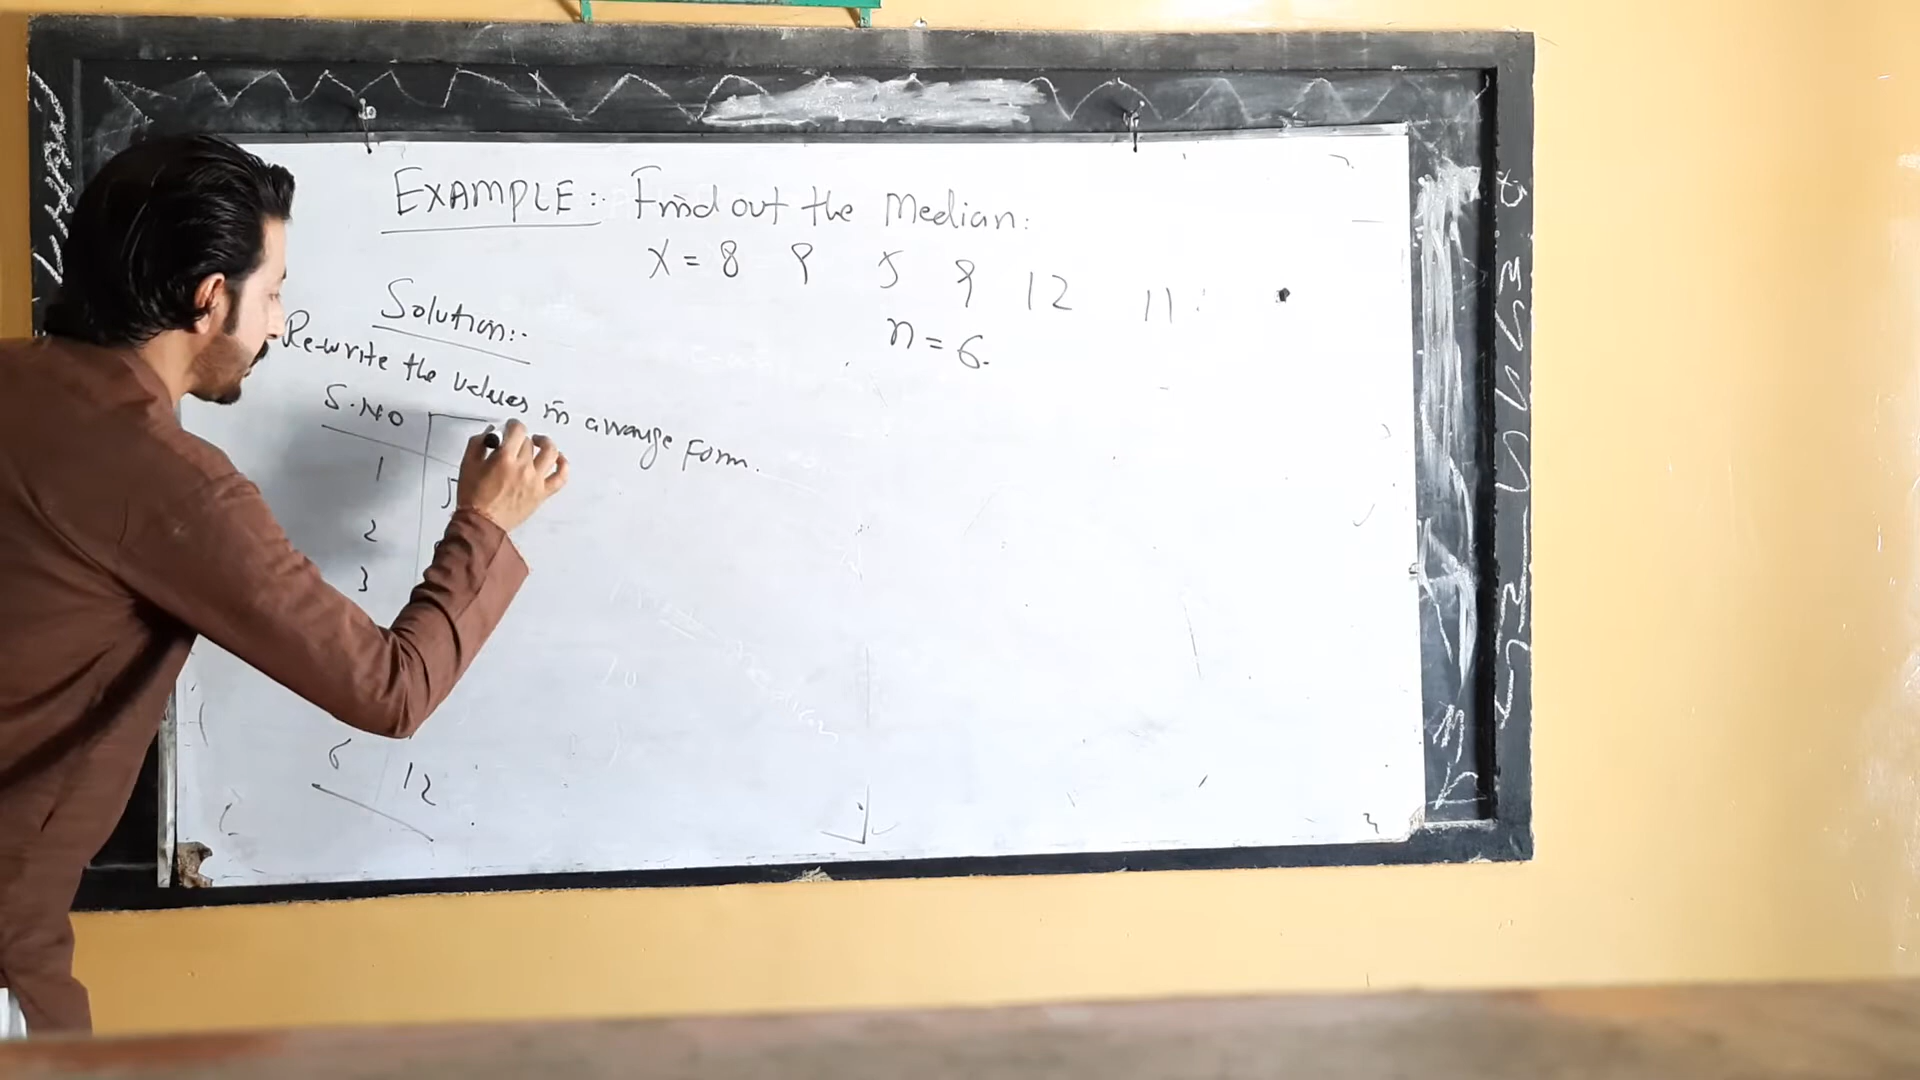 EXAMPLE:- Find out the Median:
X = 8 9 5 9 12 11
n = 6.
Solution:-
Re-write the values in arrange form.
S.NO
1 5
2
3
6 12